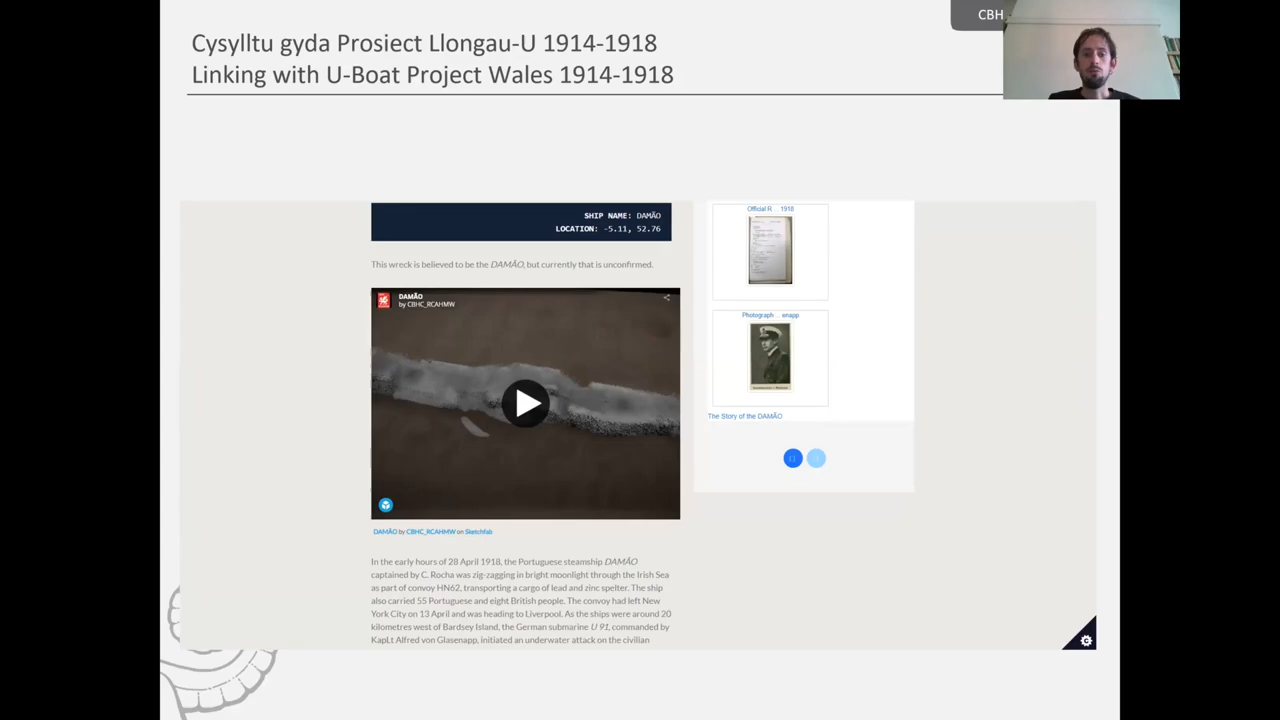 CBH
Cysylltu gyda Prosiect Llongau-U 1914-1918
Linking with U-Boat Project Wales 1914-1918
SHIP NAME: DAMÃO
LOCATION: -5.11, 52.76
This wreck is believed to be the DAMÃO, but currently that is unconfirmed.
DAMÃO
by CBHC_RCAHMW
DAMÃO by CBHC_RCAHMW on Sketchfab
In the early hours of 28 April 1918, the Portuguese steamship DAMÃO
captained by C. Rocha was zig-zagging in bright moonlight through the Irish Sea
as part of convoy HN62, transporting a cargo of lead and zinc spelter. The ship
also carried 55 Portuguese and eight British people. The convoy had left New
York City on 13 April and was heading to Liverpool. As the ships were around 20
kilometres west of Bardsey Island, the German submarine U 91, commanded by
KapLt Alfred von Glasenapp, initiated an underwater attack on the civilian
Official R ... 1918
Photograph ... enapp
The Story of the DAMÃO